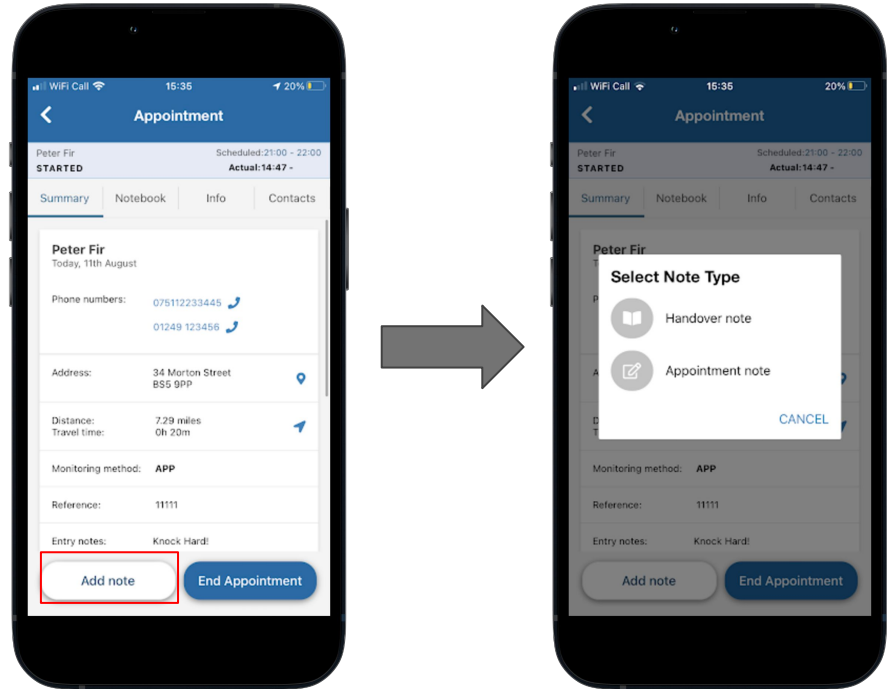 WiFi Call 15:35 20%
Appointment
Peter Fir Scheduled:21:00 - 22:00
STARTED Actual:14:47 -
Summary Notebook Info Contacts
Peter Fir
Today, 11th August
Phone numbers: 075112233445
01249 123456
Address: 34 Morton Street
BS5 9PP
Distance: 7.29 miles
Travel time: 0h 20m
Monitoring method: APP
Reference: 11111
Entry notes: Knock Hard!
Add note End Appointment
WiFi Call 15:35 20%
Appointment
Peter Fir Scheduled:21:00 - 22:00
STARTED Actual:14:47 -
Summary Notebook Info Contacts
Peter Fir
Select Note Type
Handover note
Appointment note
CANCEL
Monitoring method: APP
Reference: 11111
Entry notes: Knock Hard!
Add note End Appointment